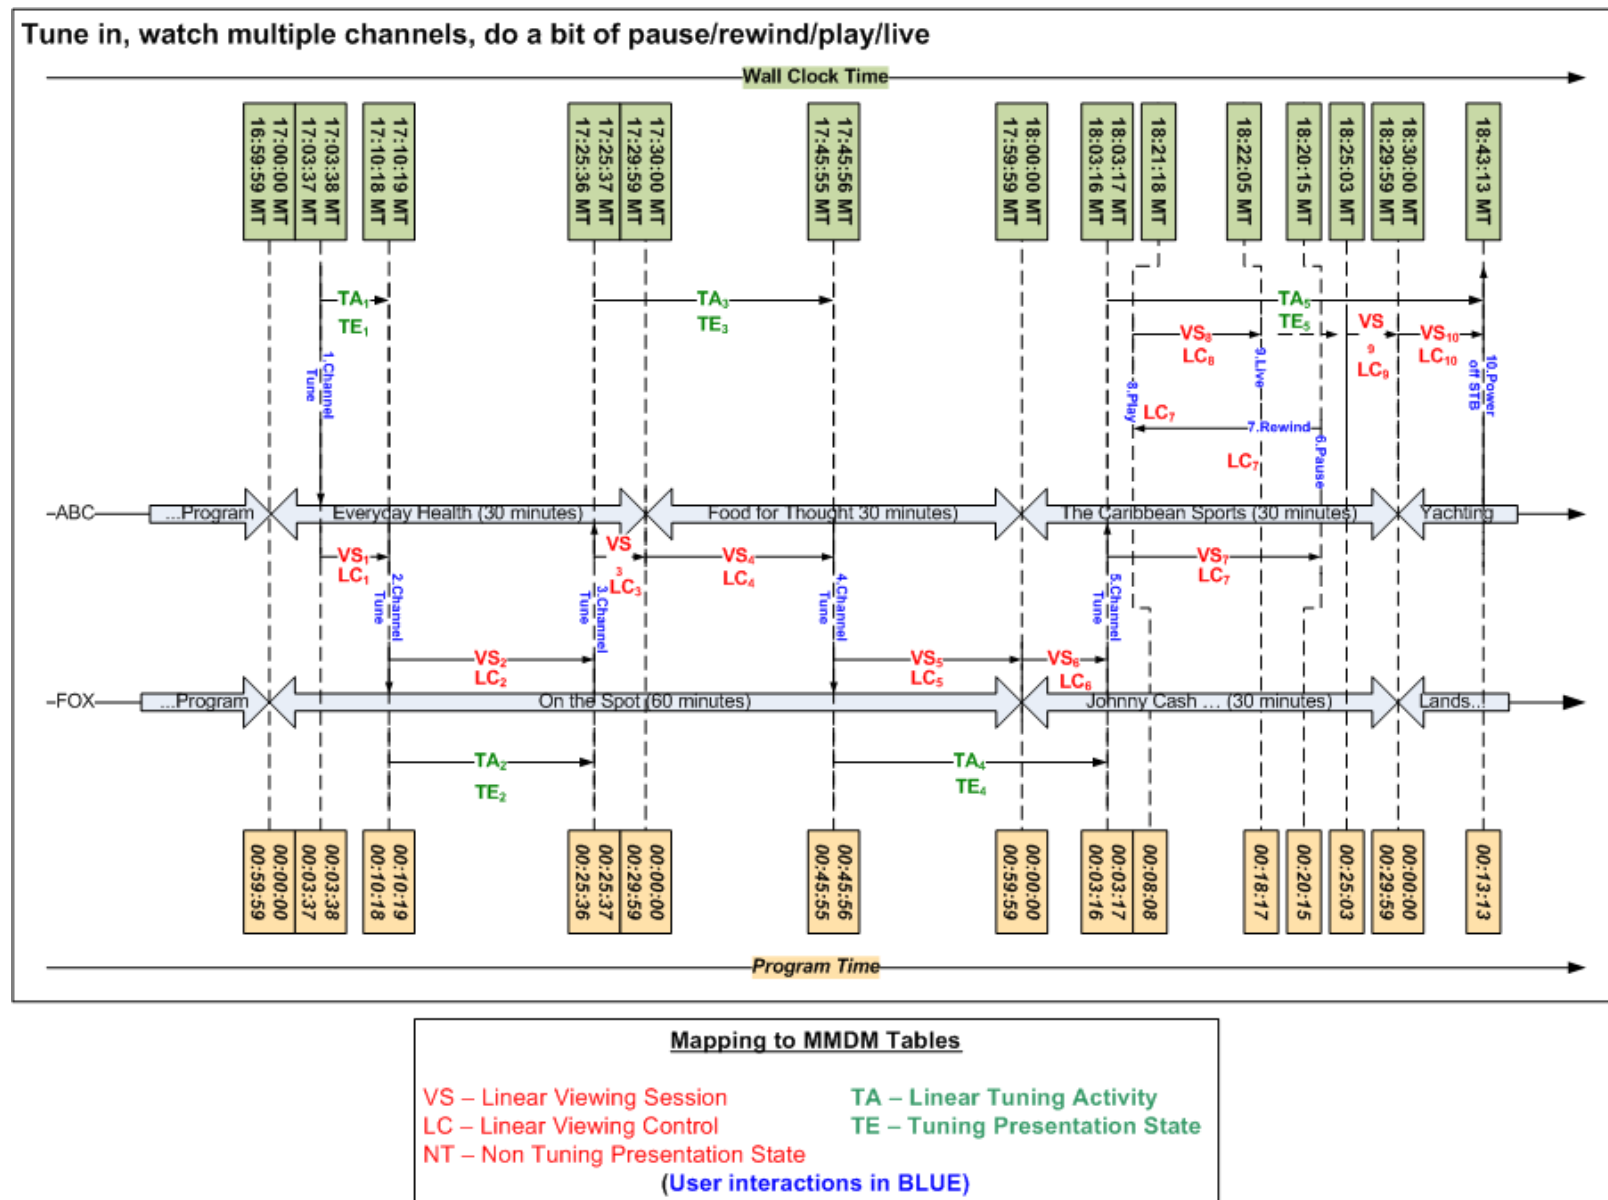 Tune in, watch multiple channels, do a bit of pause/rewind/play/live
Wall Clock Time
16:59:59 MT
17:00:00 MT
17:03:37 MT
17:03:38 MT
17:10:18 MT
17:10:19 MT
17:25:36 MT
17:25:37 MT
17:29:59 MT
17:30:00 MT
17:45:55 MT
17:45:56 MT
17:59:59 MT
18:00:00 MT
18:03:16 MT
18:03:17 MT
18:21:18 MT
18:22:05 MT
18:20:15 MT
18:25:03 MT
18:29:59 MT
18:30:00 MT
18:43:13 MT
TA1
TE1
TA3
TE3
TA5
TE5
VS8
LC8
VS
9
LC9
VS10
LC10
1.Channel
Tune
8.Play
9.Live
10.Power
off STB
LC7
7.Rewind
6.Pause
LC7
ABC
...Program
Everyday Health (30 minutes)
Food for Thought 30 minutes)
The Caribbean Sports (30 minutes)
Yachting
VS1
LC1
VS
3
LC3
VS4
LC4
VS7
LC7
2.Channel
Tune
3.Channel
Tune
4.Channel
Tune
5.Channel
Tune
VS2
LC2
VS5
LC5
VS6
LC6
FOX
...Program
On the Spot (60 minutes)
Johnny Cash ... (30 minutes)
Lands...
TA2
TE2
TA4
TE4
00:59:59
00:00:00
00:03:37
00:03:38
00:10:18
00:10:19
00:25:36
00:25:37
00:29:59
00:00:00
00:45:55
00:45:56
00:59:59
00:00:00
00:03:16
00:03:17
00:08:08
00:18:17
00:20:15
00:25:03
00:29:59
00:00:00
00:13:13
Program Time
Mapping to MMDM Tables
VS – Linear Viewing Session
TA – Linear Tuning Activity
LC – Linear Viewing Control
TE – Tuning Presentation State
NT – Non Tuning Presentation State
(User interactions in BLUE)